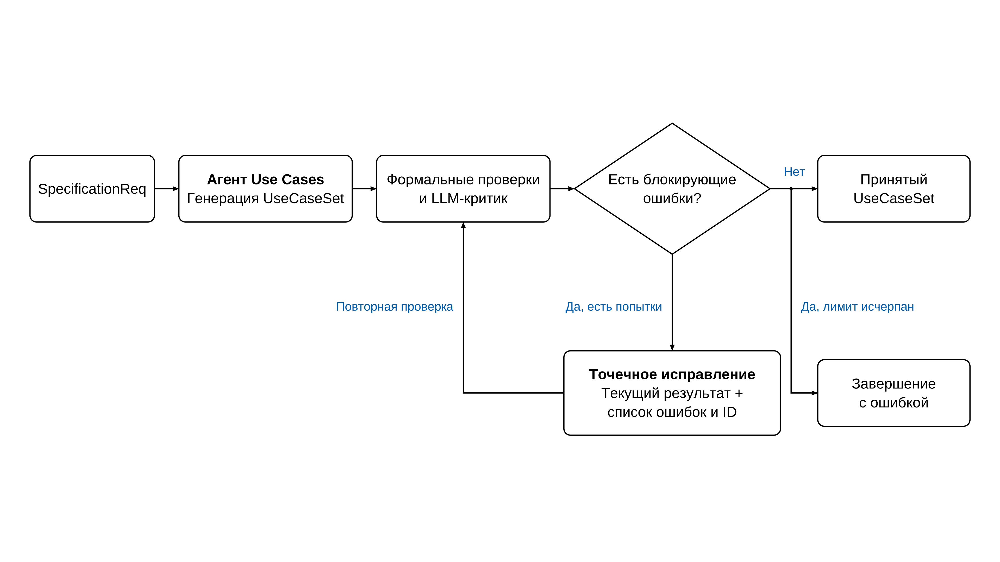 SpecificationReq
Агент Use Cases
Генерация UseCaseSet
Формальные проверки
и LLM-критик
Есть блокирующие
ошибки?
Нет
Принятый
UseCaseSet
Повторная проверка
Да, есть попытки
Да, лимит исчерпан
Точечное исправление
Текущий результат +
список ошибок и ID
Завершение
с ошибкой